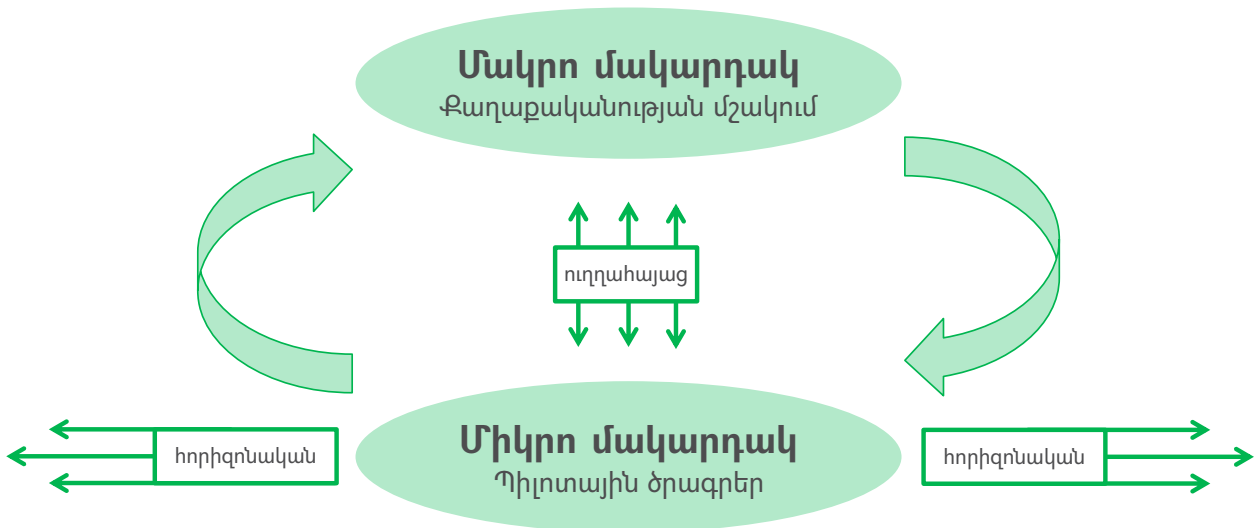 Մակրո մակարդակ
Քաղաքականության մշակում
ուղղահայաց
հորիզոնական
Միկրո մակարդակ
Պիլոտային ծրագրեր
հորիզոնական